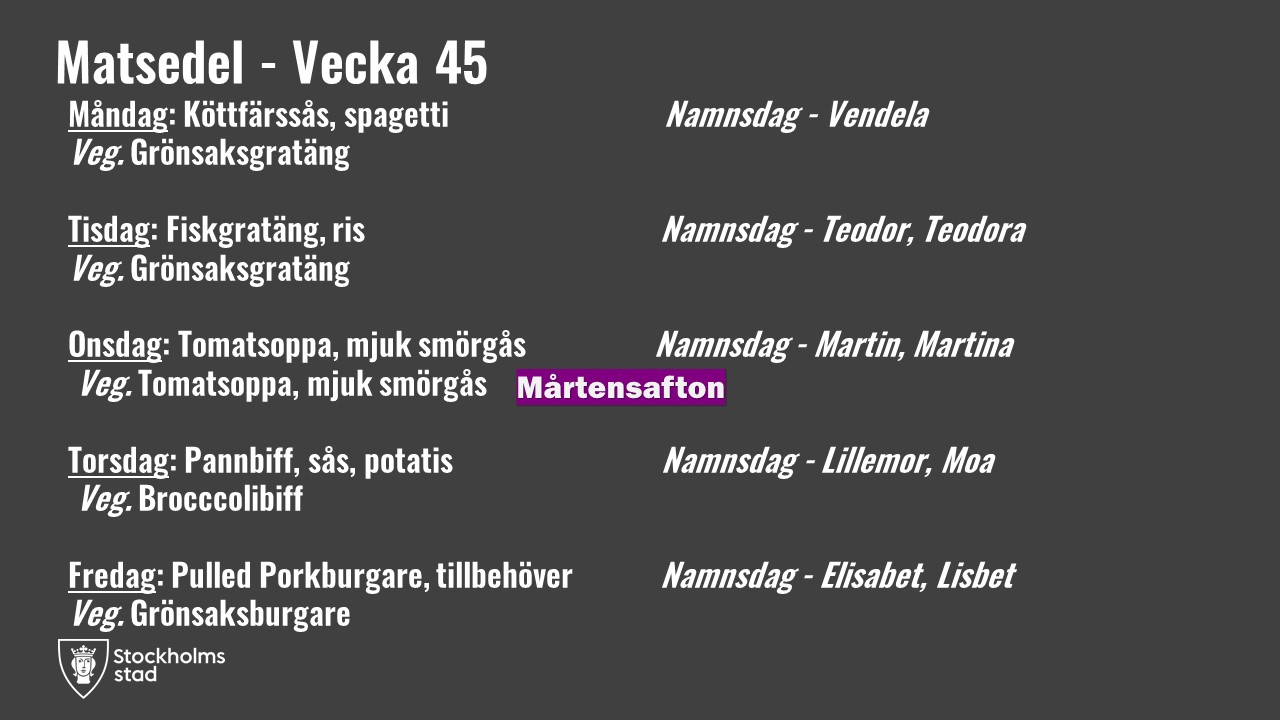 Matsedel - Vecka 45
Måndag: Köttfärssås, spagetti Namnsdag - Vendela
Veg. Grönsaksgratäng
Tisdag: Fiskgratäng, ris Namnsdag - Teodor, Teodora
Veg. Grönsaksgratäng
Onsdag: Tomatsoppa, mjuk smörgås Namnsdag - Martin, Martina
Veg. Tomatsoppa, mjuk smörgås Mårtensafton
Torsdag: Pannbiff, sås, potatis Namnsdag - Lillemor, Moa
Veg. Brocccolibiff
Fredag: Pulled Porkburgare, tillbehöver Namnsdag - Elisabet, Lisbet
Veg. Grönsaksburgare
Stockholms
stad